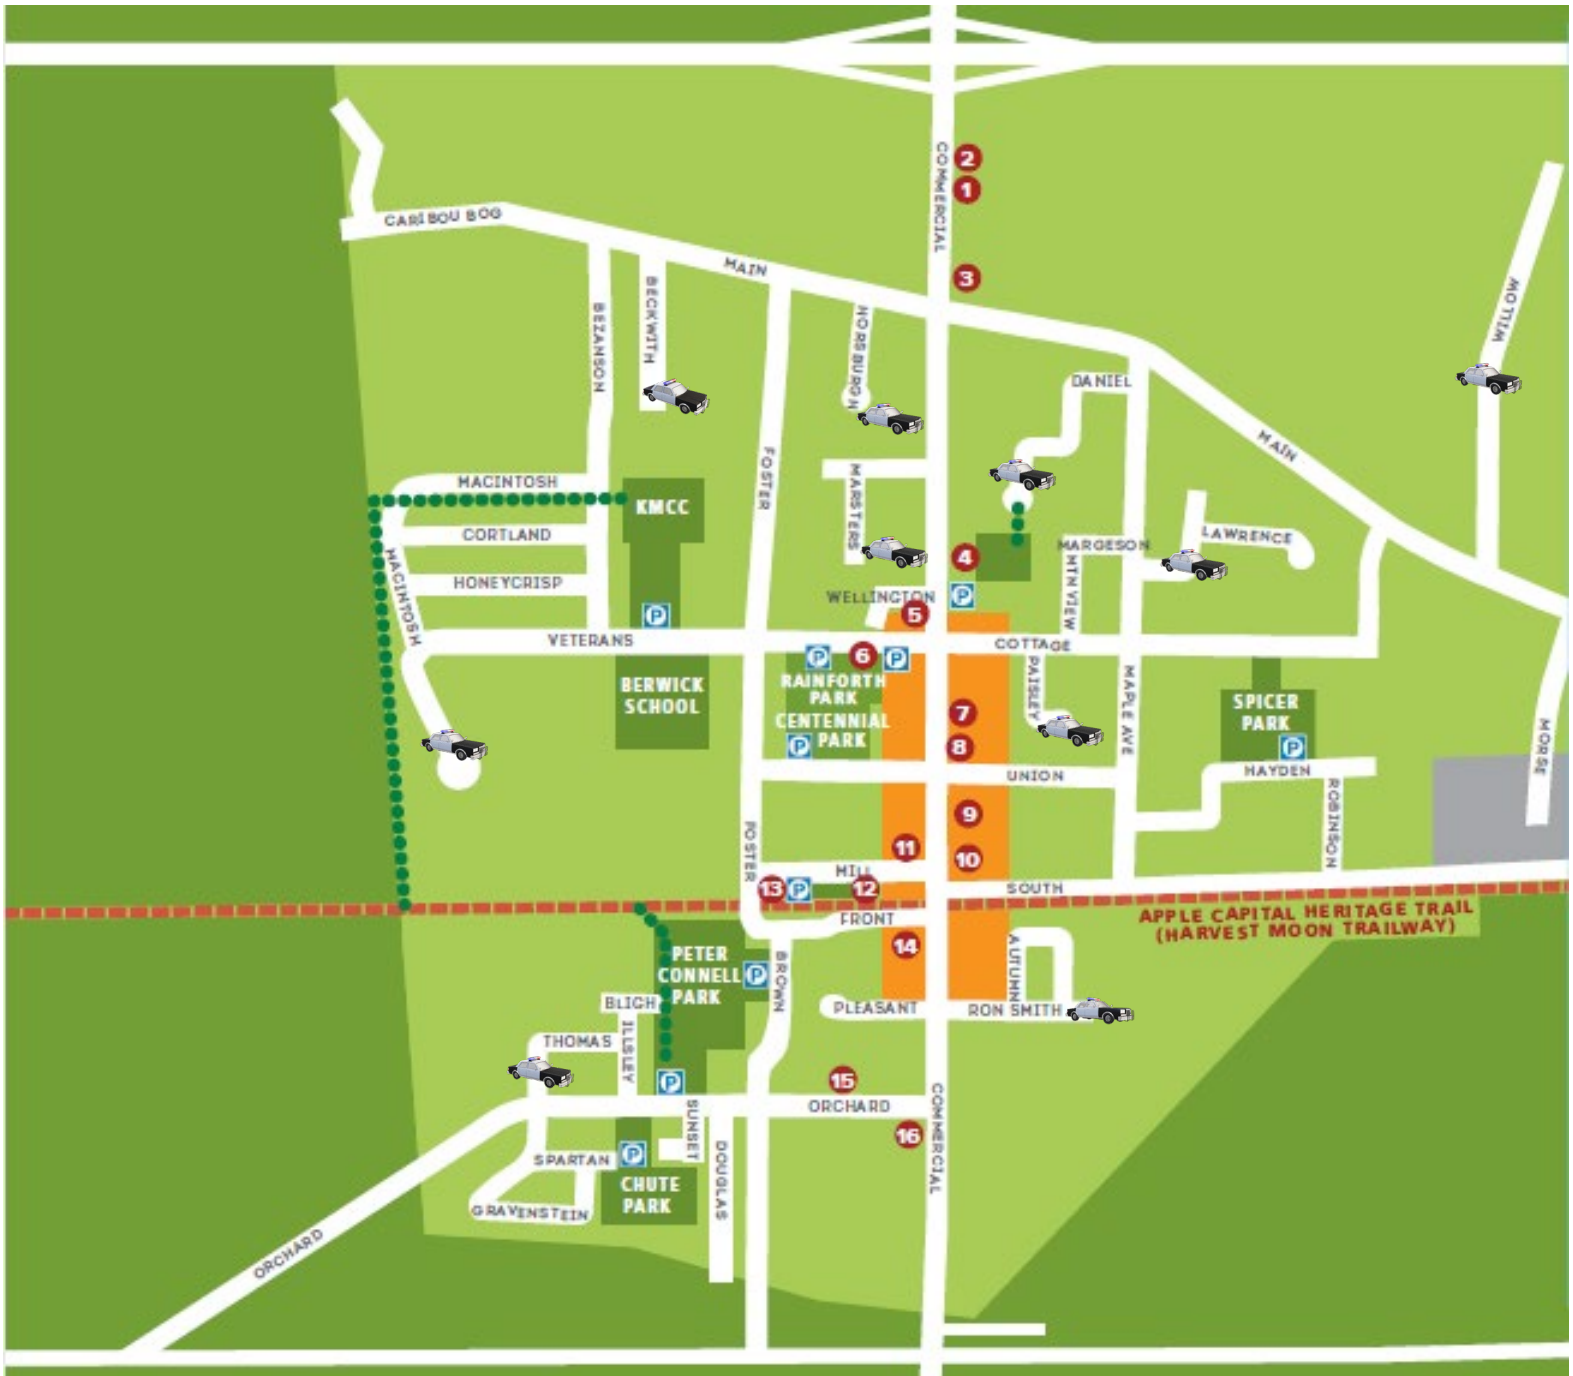 COMMERCIAL
2
1
CARIBOU BOG
MAIN
3
BEZANSON
BECKWITH
WILLOW
DANIEL
MAIN
FOSTER
MACINTOSH
MARSTERS
KMCC
CORTLAND
LAWRENCE
MARGESON
4
MACINTOSH
HONEYCRISP
MTN VIEW
WELLINGTON
P
P
5
VETERANS
COTTAGE
P
6
P
PAISLEY
MAPLE AVE
RAINFORTH
PARK
BERWICK
SCHOOL
SPICER
PARK
7
CENTENNIAL
PARK
P
8
P
MORSE
UNION
HAYDEN
ROBINSON
9
FOSTER
11
10
MILL
13
P
12
SOUTH
APPLE CAPITAL HERITAGE TRAIL
(HARVEST MOON TRAILWAY)
FRONT
14
AUTUMN
PETER
CONNELL
PARK
P
BROWN
BLIGH
PLEASANT
RON SMITH
ILLSLEY
THOMAS
P
15
ORCHARD
COMMERCIAL
SUNSET
16
DOUGLAS
SPARTAN
P
CHUTE
PARK
GRAVENSTEIN
ORCHARD